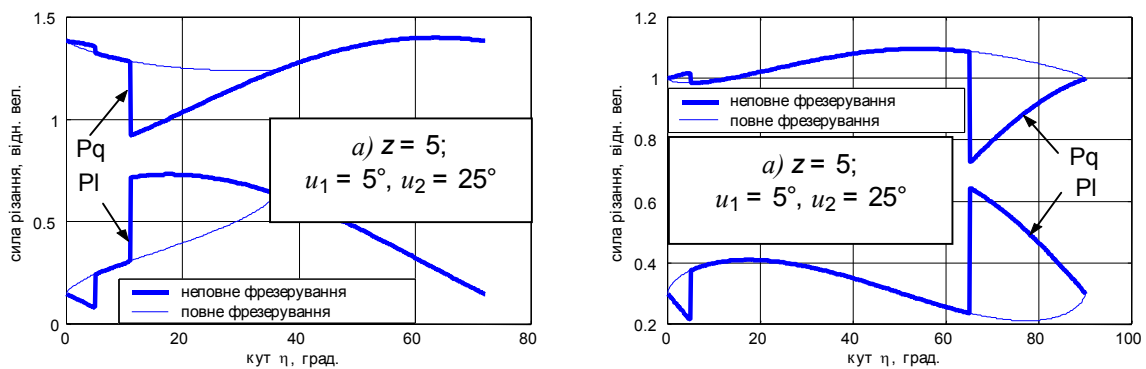 1.5
1
0.5
0
сила різання, відн. вел.
Pq
Pl
а) z = 5;
u1 = 5°, u2 = 25°
неповне фрезерування
повне фрезерування
0 20 40 60 80
кут η, град.
1.2
1
0.8
0.6
0.4
0.2
сила різання, відн. вел.
неповне фрезерування
повне фрезерування
а) z = 5;
u1 = 5°, u2 = 25°
Pq
Pl
0 20 40 60 80 100
кут η, град.